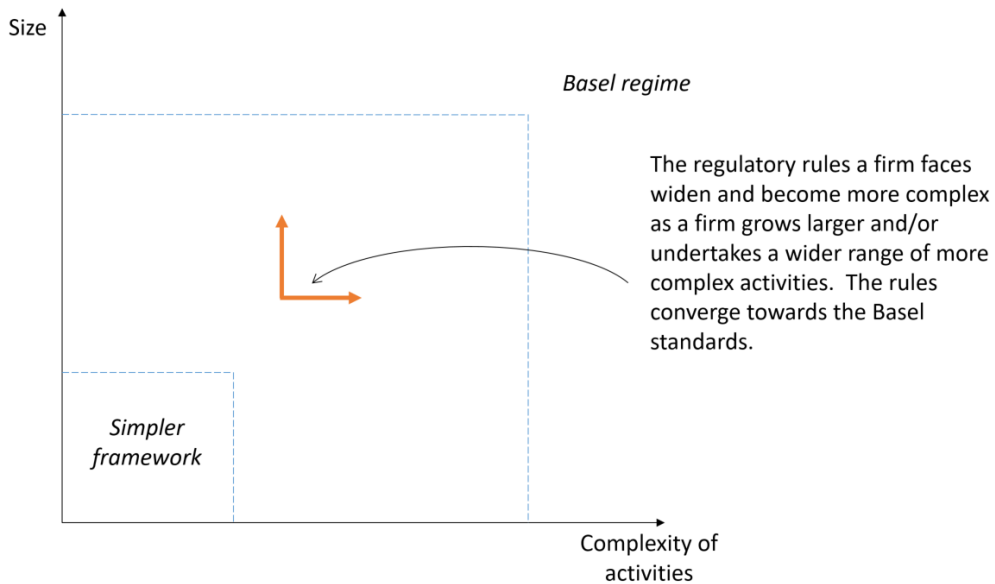 Size
Basel regime
The regulatory rules a firm faces
widen and become more complex
as a firm grows larger and/or
undertakes a wider range of more
complex activities.  The rules
converge towards the Basel
standards.
Simpler
framework
Complexity of
activities